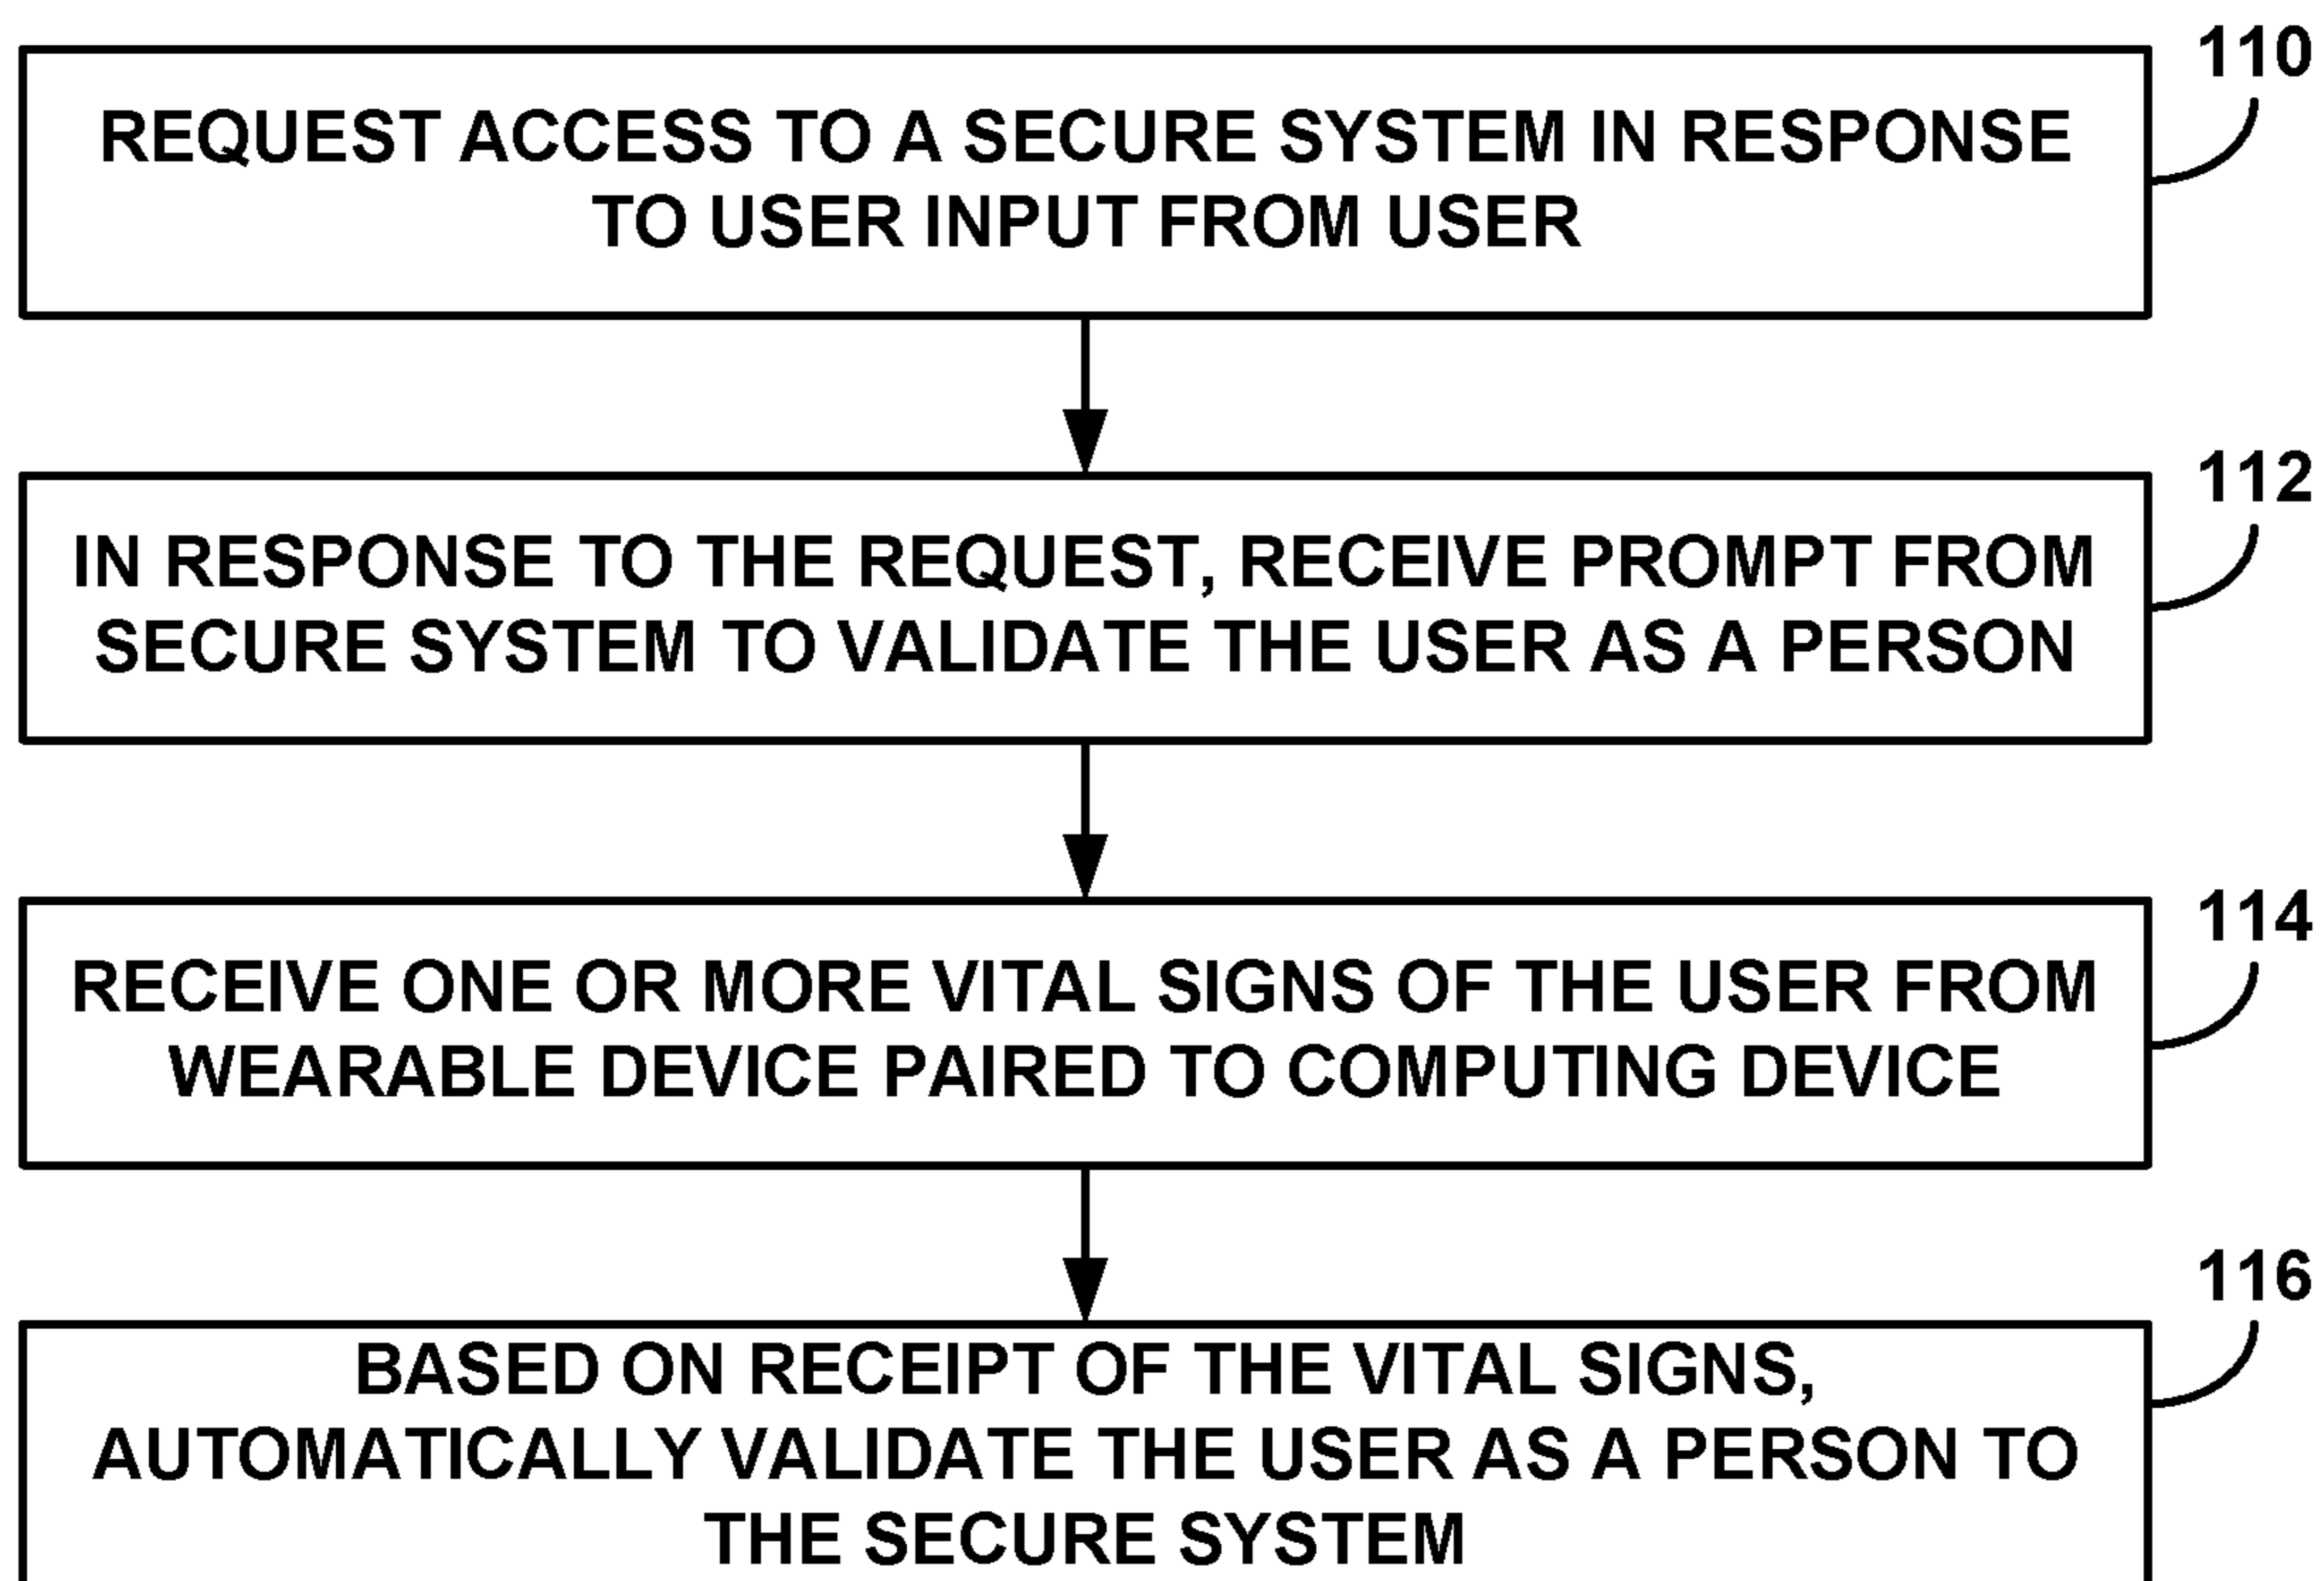 110
REQUEST ACCESS TO A SECURE SYSTEM IN RESPONSE
TO USER INPUT FROM USER
112
IN RESPONSE TO THE REQUEST, RECEIVE PROMPT FROM
SECURE SYSTEM TO VALIDATE THE USER AS A PERSON
114
RECEIVE ONE OR MORE VITAL SIGNS OF THE USER FROM
WEARABLE DEVICE PAIRED TO COMPUTING DEVICE
116
BASED ON RECEIPT OF THE VITAL SIGNS,
AUTOMATICALLY VALIDATE THE USER AS A PERSON TO
THE SECURE SYSTEM